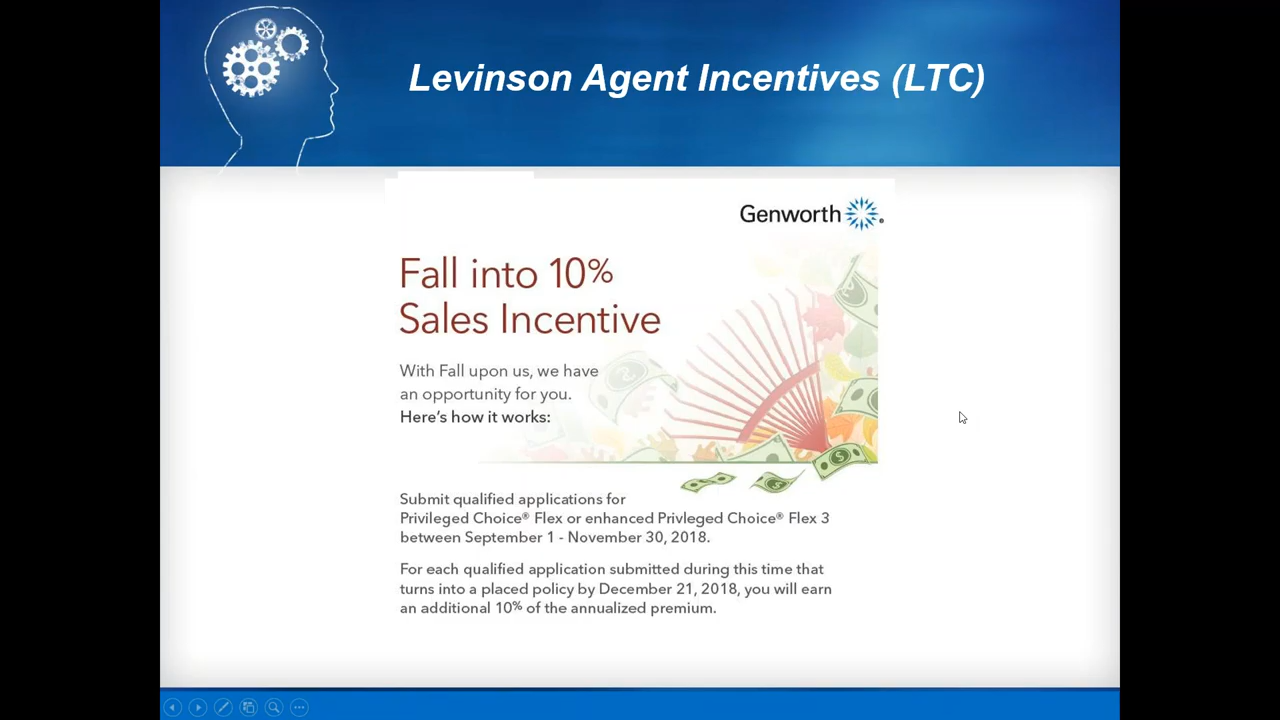 Levinson Agent Incentives (LTC)
Genworth
Fall into 10%
Sales Incentive
With Fall upon us, we have
an opportunity for you.
Here's how it works:
Submit qualified applications for
Privileged Choice® Flex or enhanced Privleged Choice® Flex 3
between September 1 - November 30, 2018.
For each qualified application submitted during this time that
turns into a placed policy by December 21, 2018, you will earn
an additional 10% of the annualized premium.